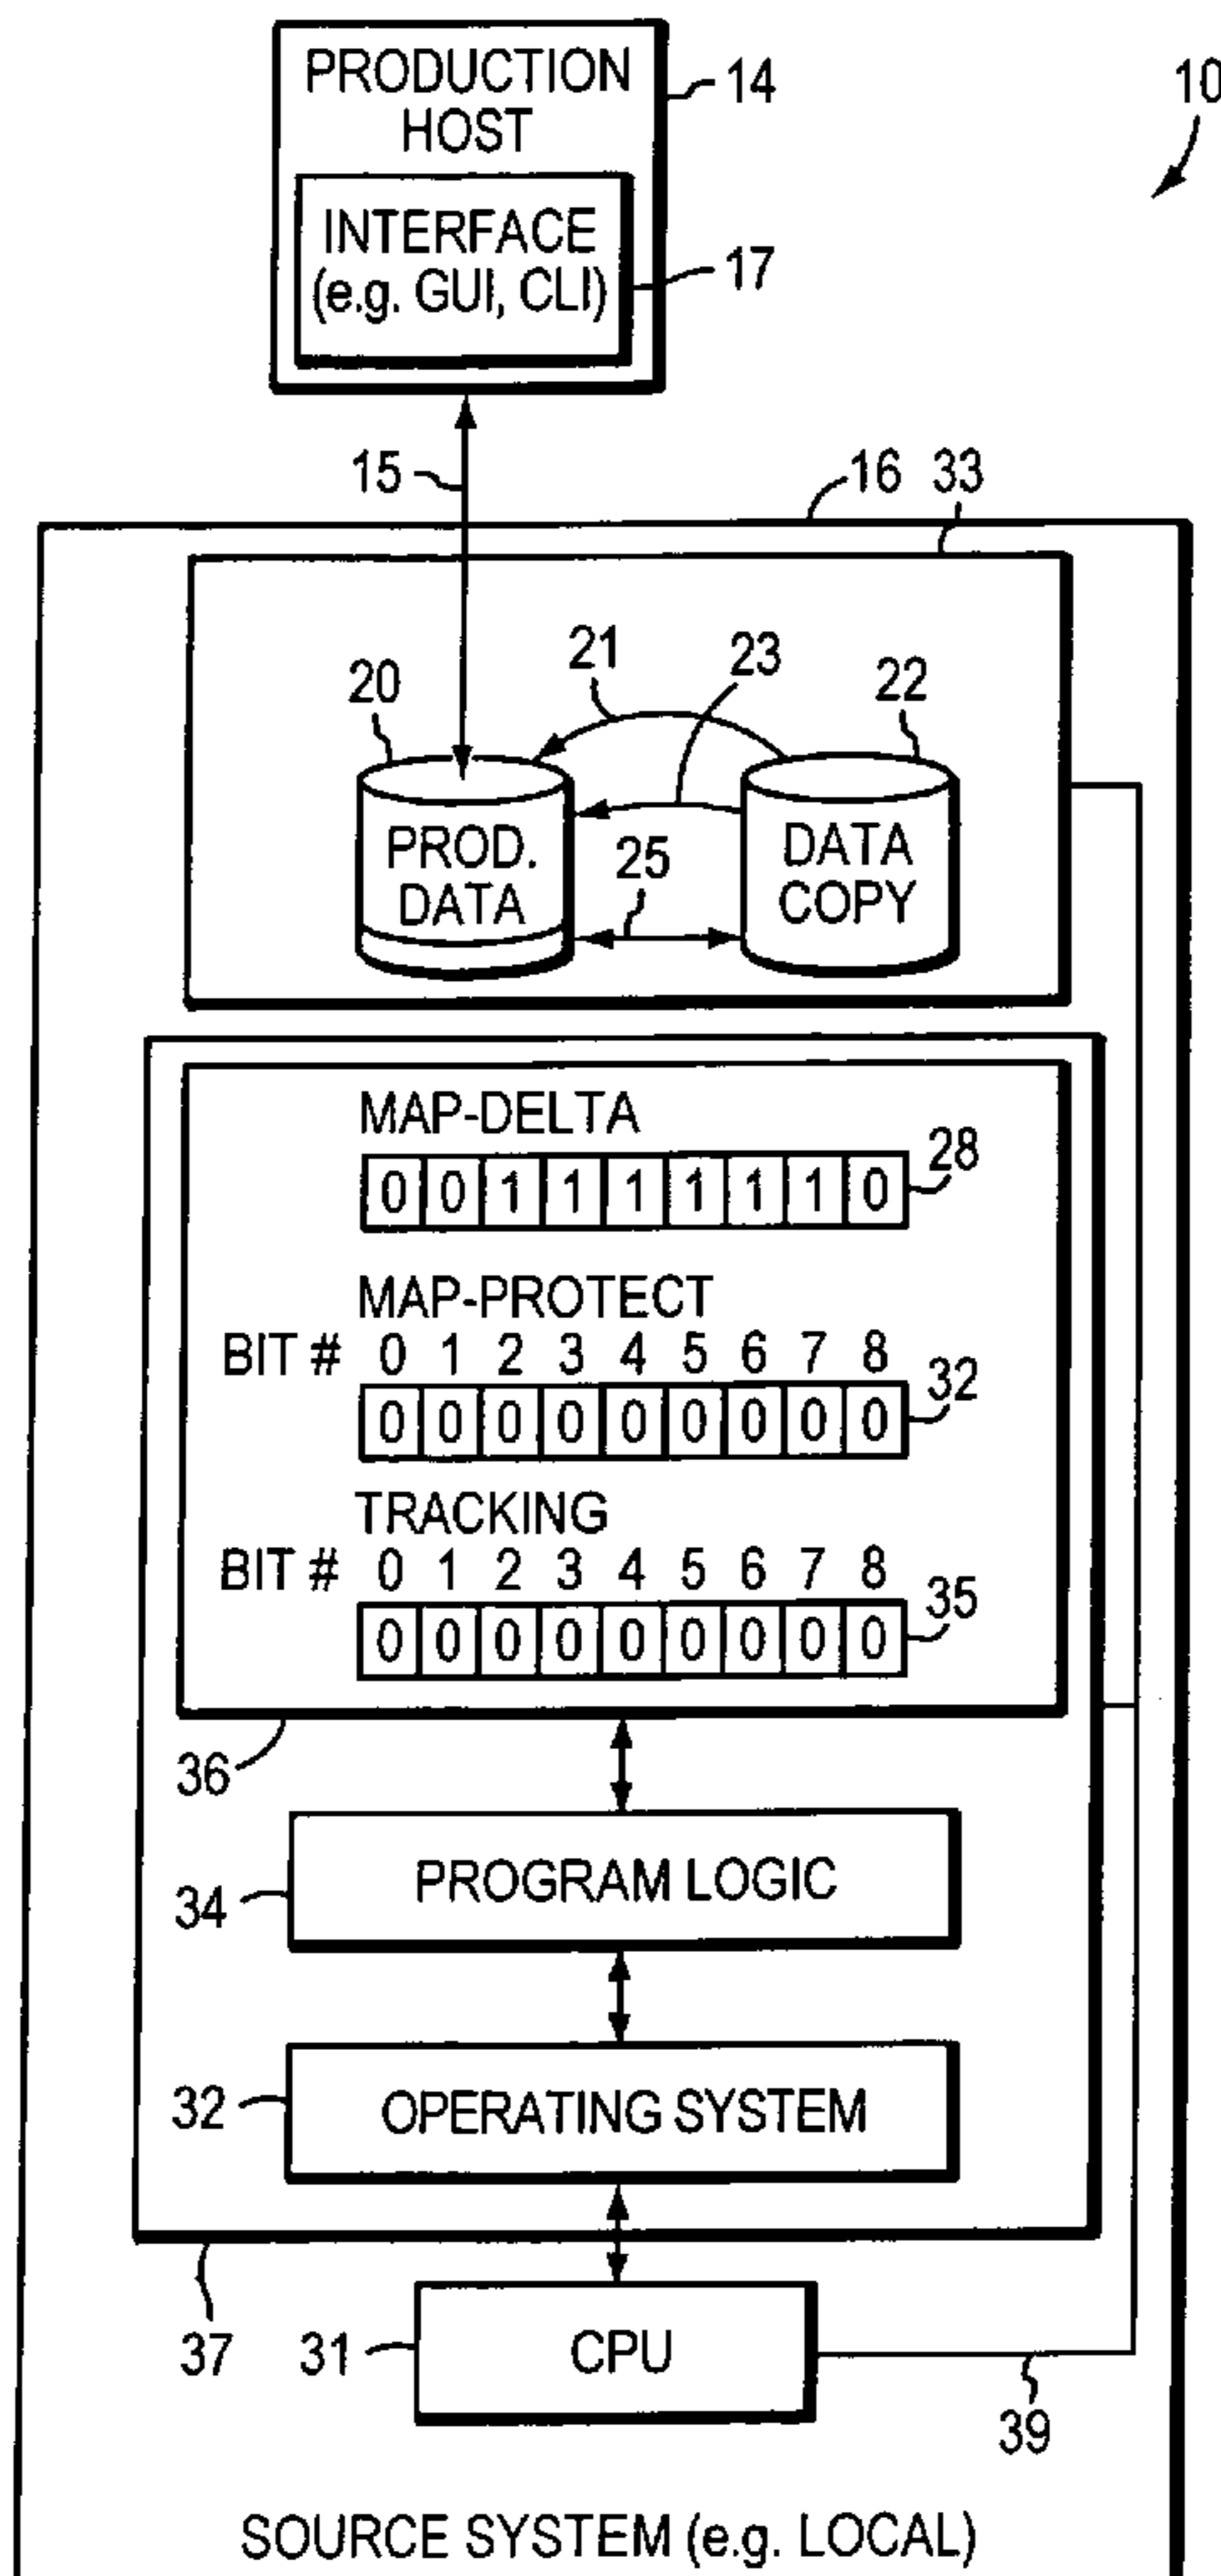 PRODUCTION
HOST
14
10
INTERFACE
(e.g. GUI, CLI)
17
15
16
33
21
23
20
22
PROD.
DATA
25
DATA
COPY
MAP-DELTA
0 0 1 1 1 1 1 1 0
28
MAP-PROTECT
BIT # 0 1 2 3 4 5 6 7 8
0 0 0 0 0 0 0 0 0
32
TRACKING
BIT # 0 1 2 3 4 5 6 7 8
0 0 0 0 0 0 0 0 0
35
36
PROGRAM LOGIC
34
OPERATING SYSTEM
32
37
31
CPU
39
SOURCE SYSTEM (e.g. LOCAL)